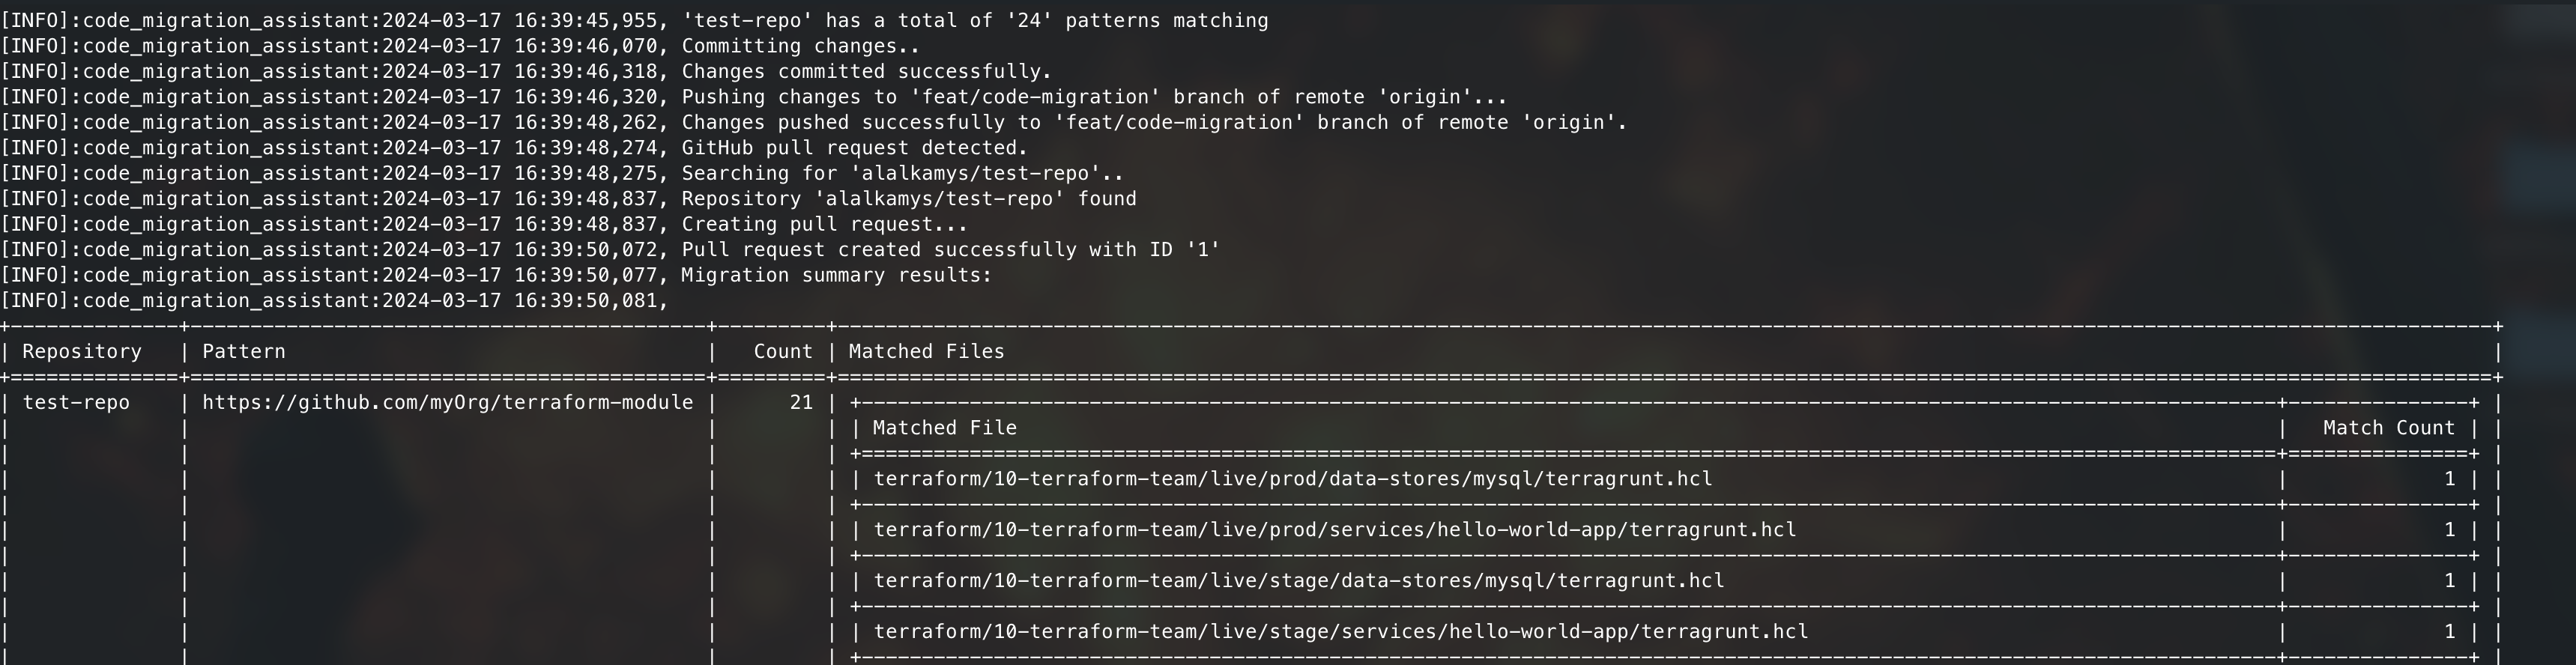 [INFO]:code_migration_assistant:2024-03-17 16:39:45,955, 'test-repo' has a total of '24' patterns matching
[INFO]:code_migration_assistant:2024-03-17 16:39:46,070, Committing changes..
[INFO]:code_migration_assistant:2024-03-17 16:39:46,318, Changes committed successfully.
[INFO]:code_migration_assistant:2024-03-17 16:39:46,320, Pushing changes to 'feat/code-migration' branch of remote 'origin'...
[INFO]:code_migration_assistant:2024-03-17 16:39:48,262, Changes pushed successfully to 'feat/code-migration' branch of remote 'origin'.
[INFO]:code_migration_assistant:2024-03-17 16:39:48,274, GitHub pull request detected.
[INFO]:code_migration_assistant:2024-03-17 16:39:48,275, Searching for 'alalkamys/test-repo'..
[INFO]:code_migration_assistant:2024-03-17 16:39:48,837, Repository 'alalkamys/test-repo' found
[INFO]:code_migration_assistant:2024-03-17 16:39:48,837, Creating pull request...
[INFO]:code_migration_assistant:2024-03-17 16:39:50,072, Pull request created successfully with ID '1'
[INFO]:code_migration_assistant:2024-03-17 16:39:50,077, Migration summary results:
[INFO]:code_migration_assistant:2024-03-17 16:39:50,081,
| Repository | Pattern | Count | Matched Files |
| test-repo | https://github.com/myOrg/terraform-module | 21 |
| Matched File | Match Count |
| terraform/10-terraform-team/live/prod/data-stores/mysql/terragrunt.hcl | 1 |
| terraform/10-terraform-team/live/prod/services/hello-world-app/terragrunt.hcl | 1 |
| terraform/10-terraform-team/live/stage/data-stores/mysql/terragrunt.hcl | 1 |
| terraform/10-terraform-team/live/stage/services/hello-world-app/terragrunt.hcl | 1 |